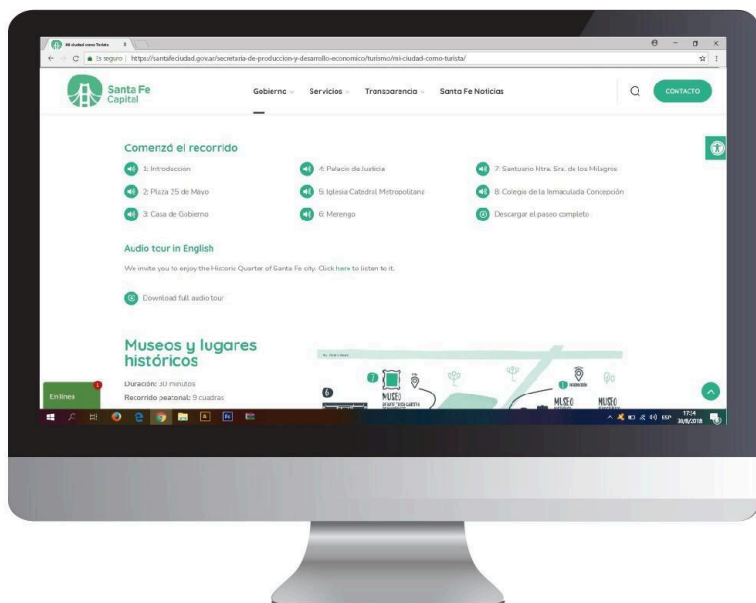 Mi ciudad como Turista
Es seguro https://santafeciudad.gov.ar/secretaria-de-produccion-y-desarrollo-economico/turismo/mi-ciudad-como-turista/
Santa Fe
Capital
Gobierno
Servicios
Transparencia
Santa Fe Noticias
CONTACTO
Comenzá el recorrido
1: Introducción
4: Palacio de Justicia
7: Santuario Ntra. Sra. de los Milagros
2: Plaza 25 de Mayo
5: Iglesia Catedral Metropolitana
8: Colegio de la Inmaculada Concepción
3: Casa de Gobierno
6: Merengo
Descargar el paseo completo
Audio tour in English
We invite you to enjoy the Historic Quarter of Santa Fe city. Click here to listen to it.
Download full audio tour
Museos y lugares
históricos
Duración: 30 minutos
Recorrido peatonal: 9 cuadras
7
MUSEO
6
1
MUSEO
MUSEO
En línea
1
ESP
17:34
30/8/2018